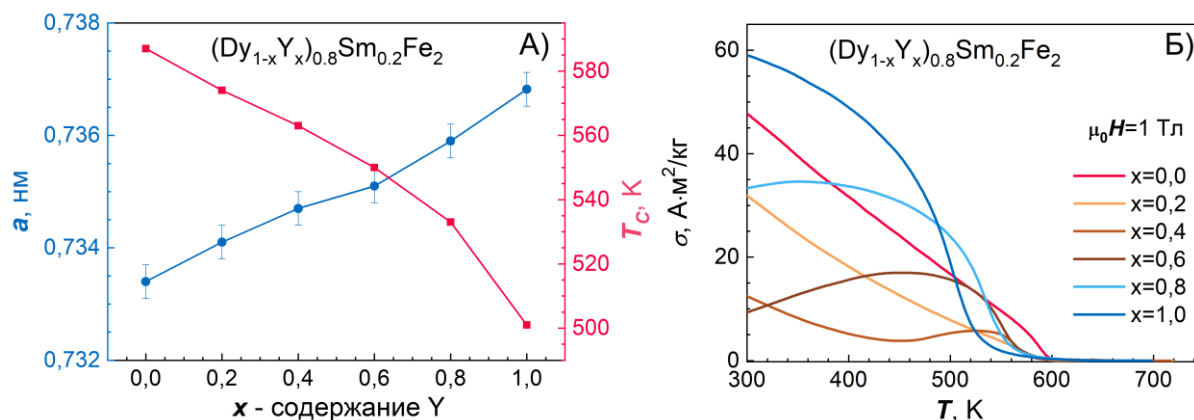 (Dy1-xYx)0.8Sm0.2Fe2
А)
0,738
0,736
0,734
0,732
a, нм
580
560
540
520
500
TC, K
0,0 0,2 0,4 0,6 0,8 1,0
x - содержание Y
(Dy1-xYx)0.8Sm0.2Fe2
Б)
60
40
20
0
σ, А·м²/кг
μ0H=1 Тл
x=0,0
x=0,2
x=0,4
x=0,6
x=0,8
x=1,0
300 400 500 600 700
T, K